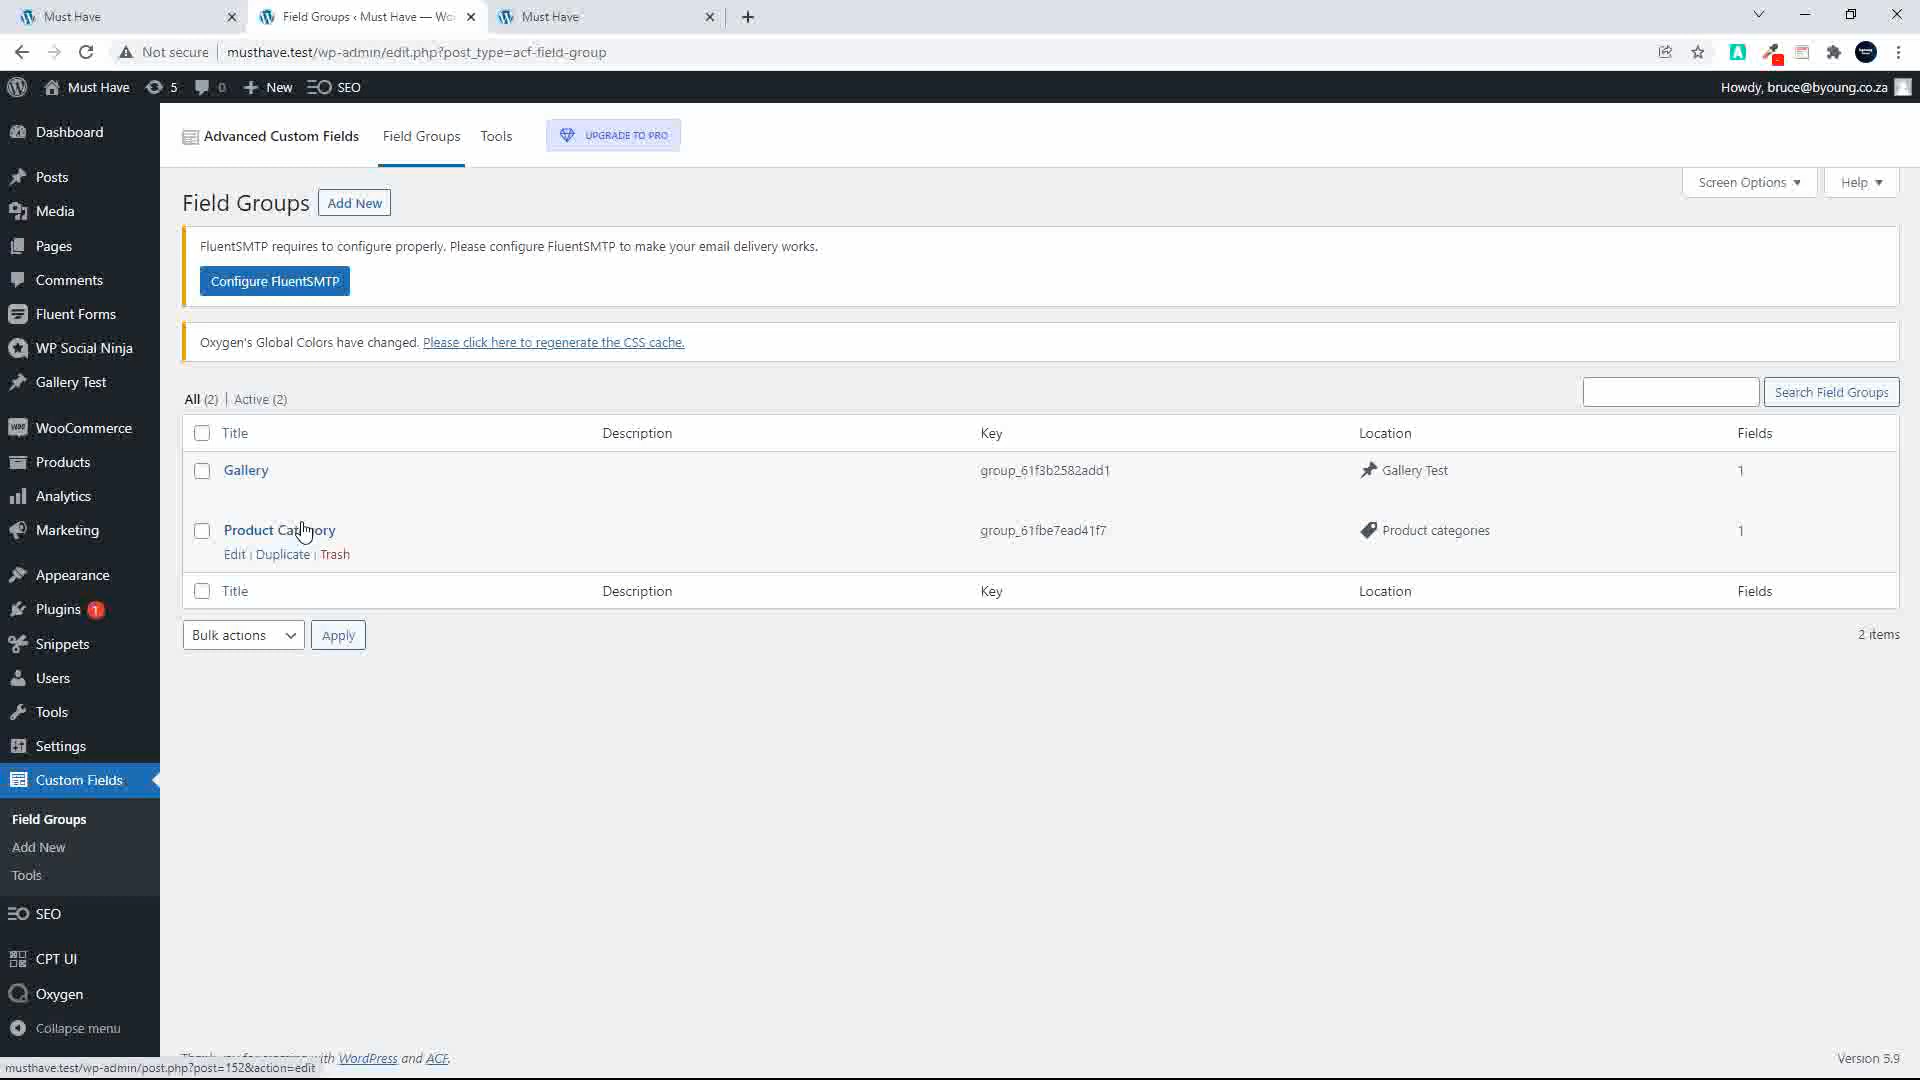 Must Have
Field Groups ‹ Must Have — Wo
Must Have
Not secure
musthave.test/wp-admin/edit.php?post_type=acf-field-group
Must Have
5
0
New
SEO
Howdy, bruce@byoung.co.za
Dashboard
Posts
Media
Pages
Comments
Fluent Forms
WP Social Ninja
Gallery Test
WooCommerce
Products
Analytics
Marketing
Appearance
Plugins 1
Snippets
Users
Tools
Settings
Custom Fields
Field Groups
Add New
Tools
SEO
CPT UI
Oxygen
Collapse menu
Advanced Custom Fields
Field Groups
Tools
UPGRADE TO PRO
Screen Options
Help
Field Groups
Add New
FluentSMTP requires to configure properly. Please configure FluentSMTP to make your email delivery works.
Configure FluentSMTP
Oxygen's Global Colors have changed. Please click here to regenerate the CSS cache.
All (2) | Active (2)
Search Field Groups
Title Description Key Location Fields
Gallery group_61f3b2582add1 Gallery Test 1
Product Category group_61fbe7ead41f7 Product categories 1
Edit | Duplicate | Trash
Title Description Key Location Fields
Bulk actions
Apply
2 items
with WordPress and ACF.
Version 5.9
musthave.test/wp-admin/post.php?post=152&action=edit